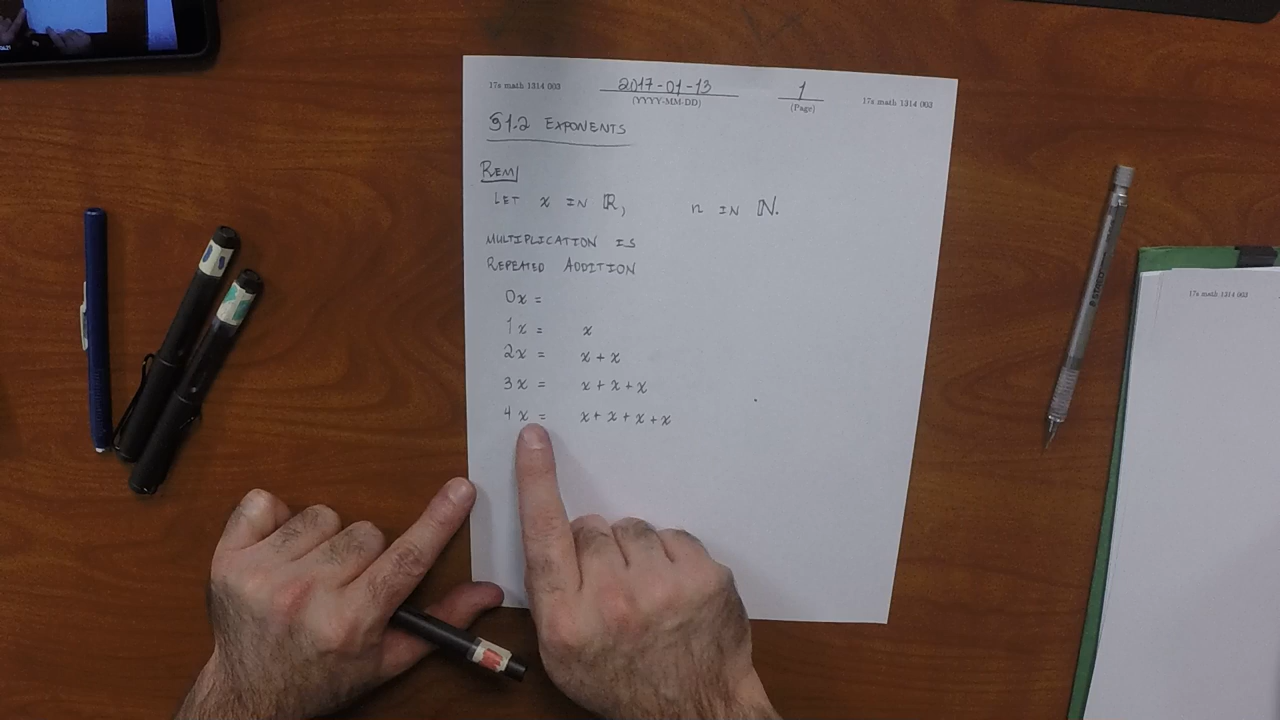 17s math 1314 003 2017-01-13 1 17s math 1314 003
(YYYY-MM-DD) (Page)
§1.2 EXPONENTS
REM
LET x IN ℝ, n IN ℕ.
MULTIPLICATION IS
REPEATED ADDITION
0x =
1x = x
2x = x + x
3x = x + x + x
4x = x + x + x + x
17s math 1314 003